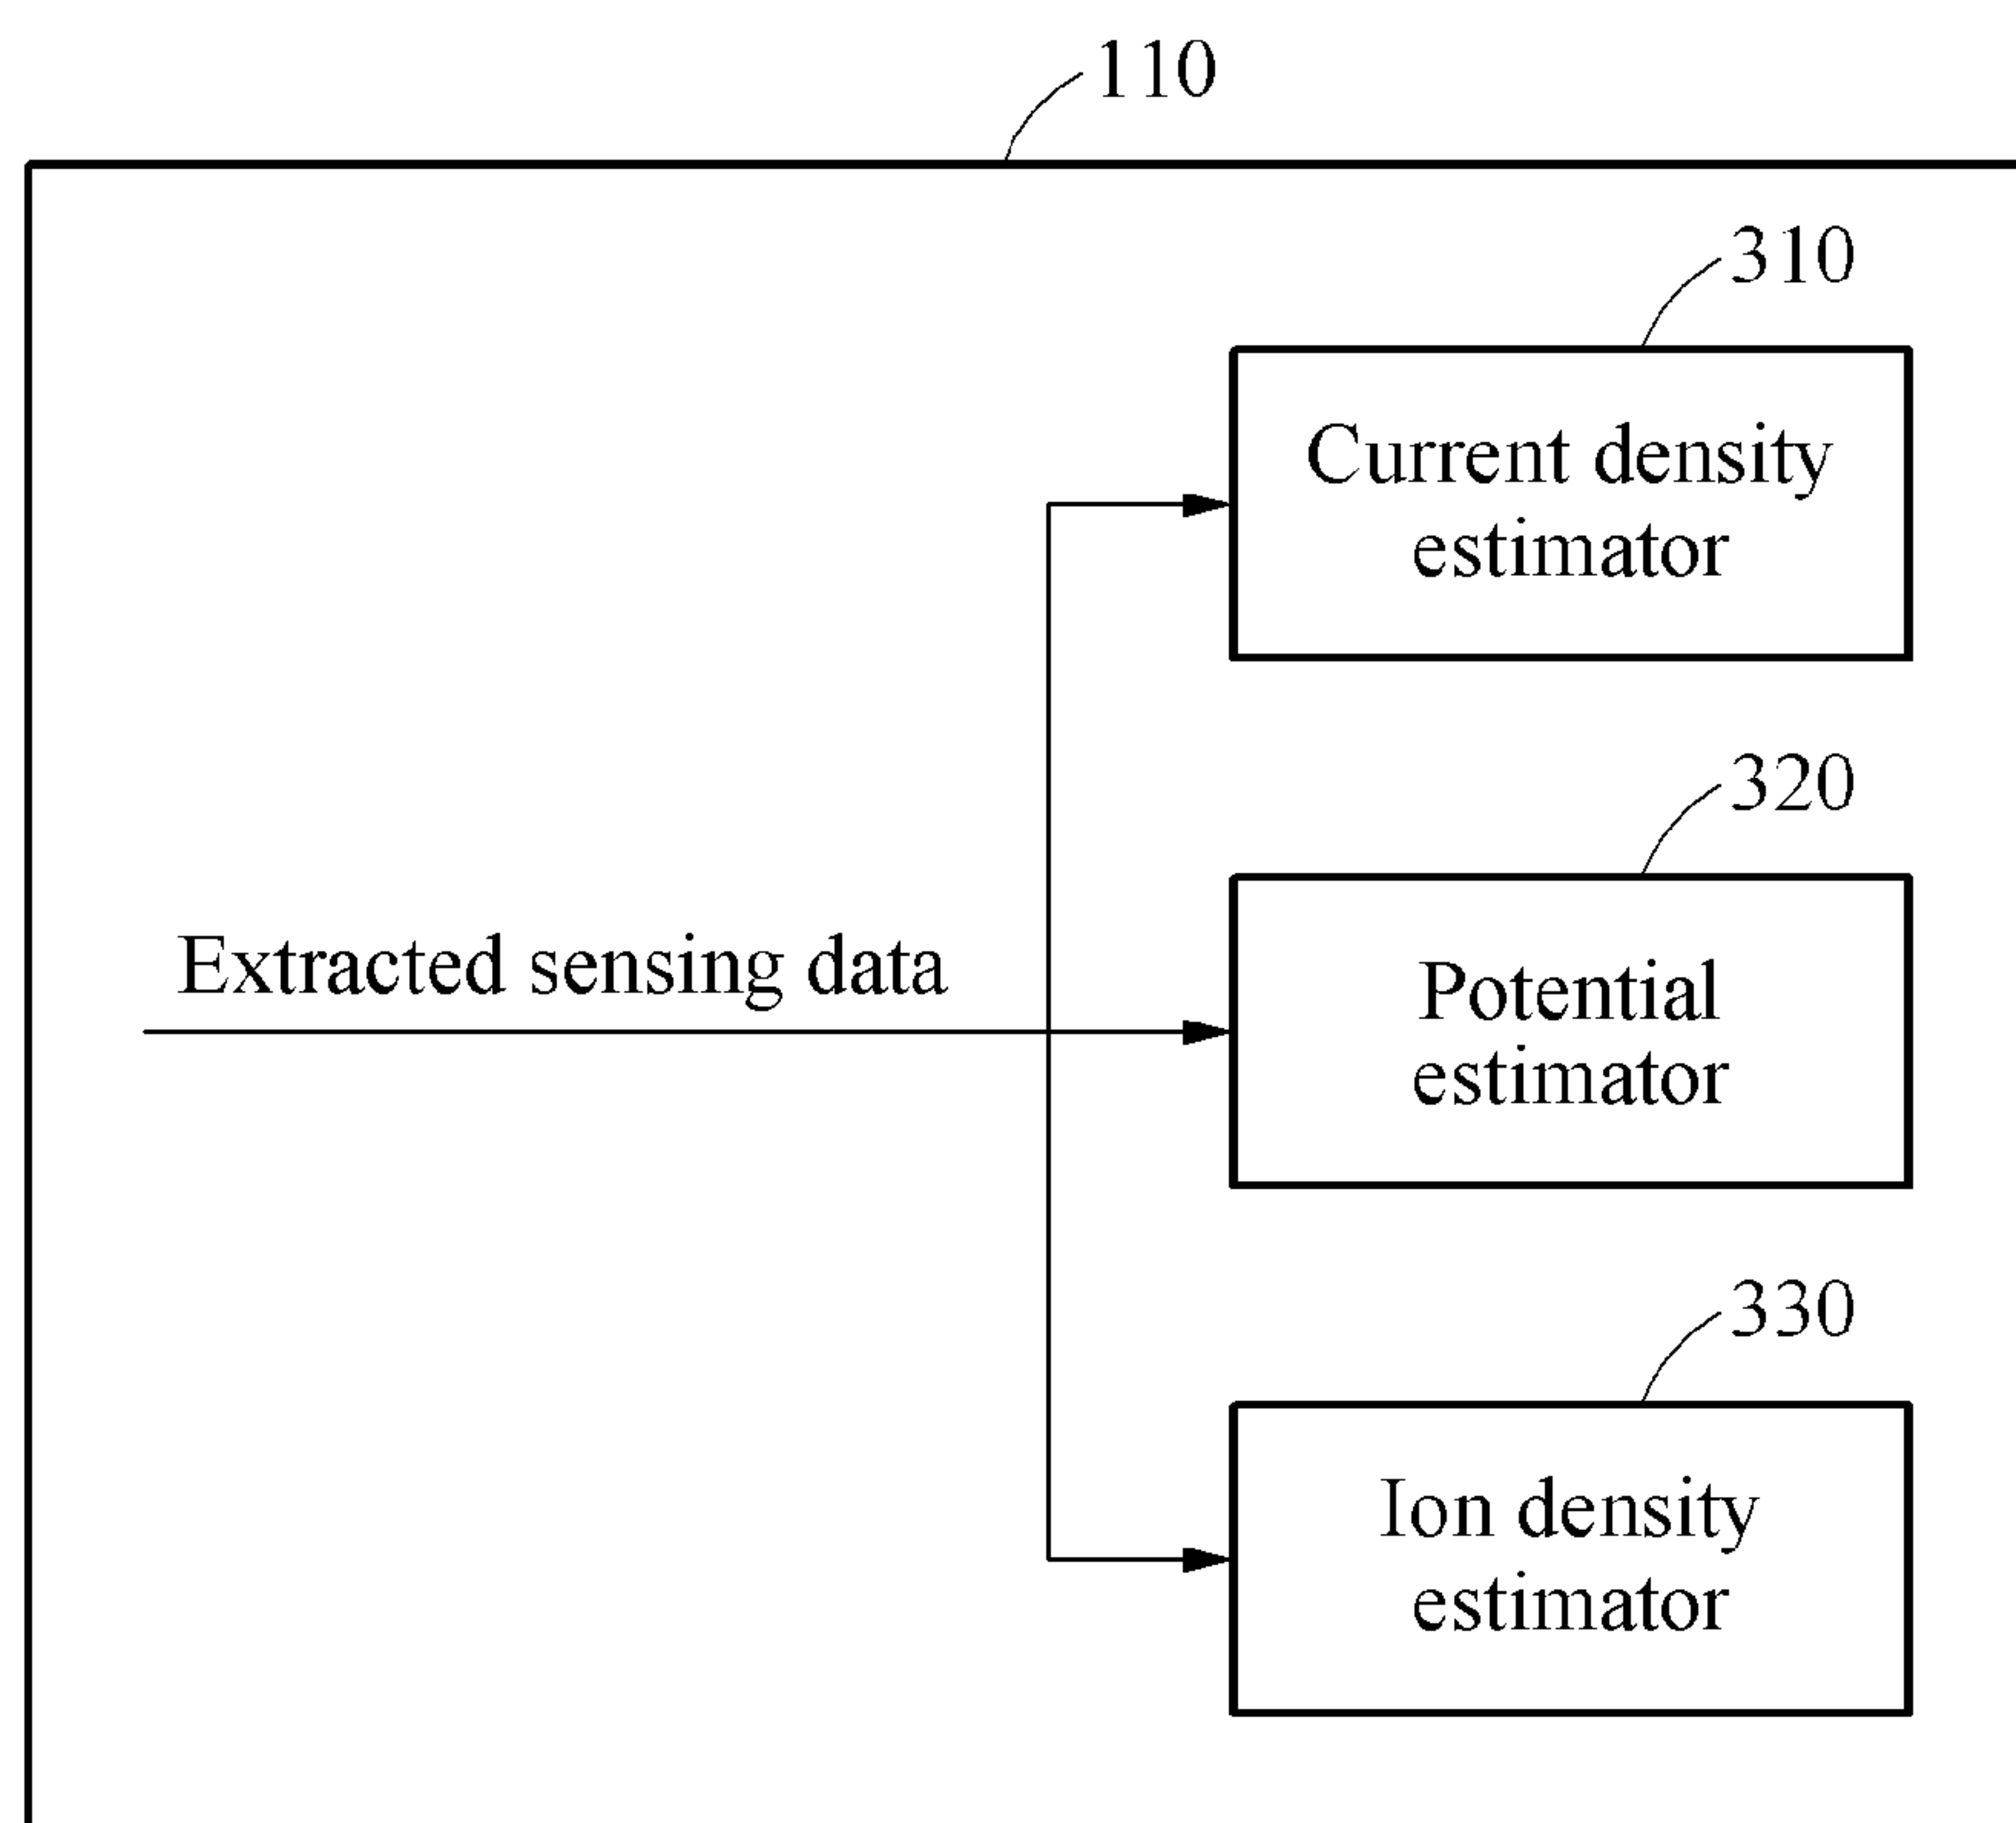 110
310
Current density
estimator
320
Extracted sensing data
Potential
estimator
330
Ion density
estimator